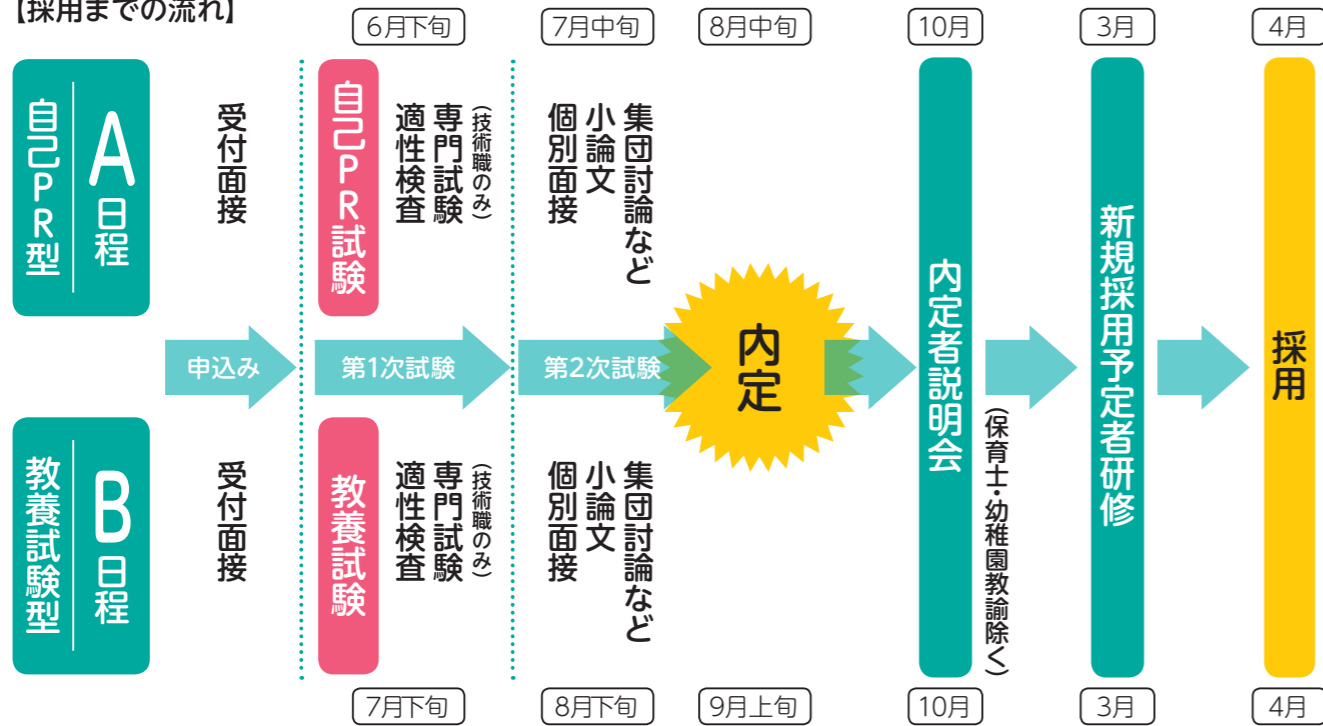 【採用までの流れ】
6月下旬
7月中旬
8月中旬
10月
3月
4月
A日程
自己PR型
受付面接
自己PR試験
専門試験(技術職のみ)
適性検査
集団討論など
小論文
個別面接
申込み
第1次試験
第2次試験
内定
内定者説明会
(保育士・幼稚園教諭除く)
新規採用予定者研修
採用
B日程
教養試験型
受付面接
教養試験
専門試験(技術職のみ)
適性検査
集団討論など
小論文
個別面接
7月下旬
8月下旬
9月上旬
10月
3月
4月